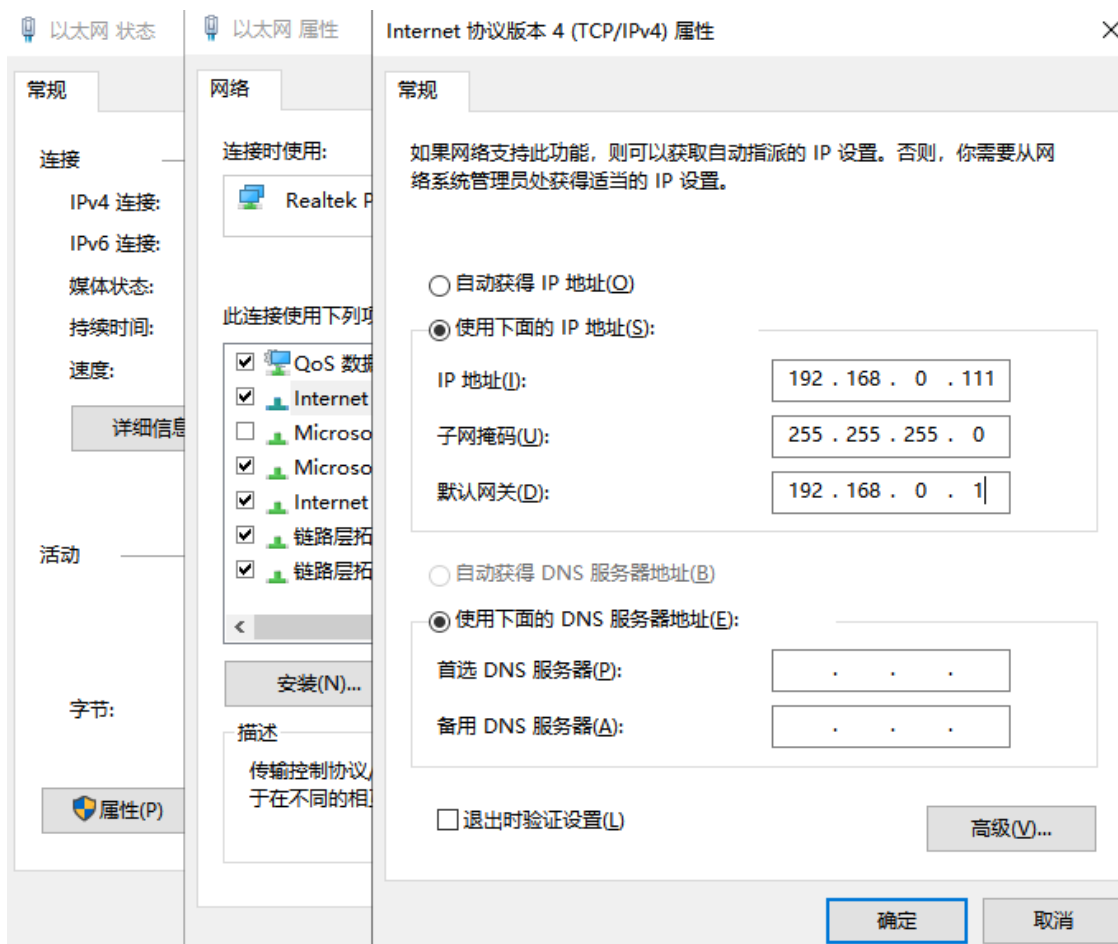 以太网 状态
常规
连接
IPv4 连接:
IPv6 连接:
媒体状态:
持续时间:
速度:
详细信息
活动
字节:
属性(P)
以太网 属性
网络
连接时使用:
Realtek P
此连接使用下列项
QoS 数据
Internet
Microso
Microso
Internet
链路层拓
链路层拓
安装(N)...
描述
传输控制协议/
于在不同的相互
Internet 协议版本 4 (TCP/IPv4) 属性
常规
如果网络支持此功能，则可以获取自动指派的 IP 设置。否则，你需要从网
络系统管理员处获得适当的 IP 设置。
自动获得 IP 地址(O)
使用下面的 IP 地址(S):
IP 地址(I): 192 . 168 . 0 . 111
子网掩码(U): 255 . 255 . 255 . 0
默认网关(D): 192 . 168 . 0 . 1
自动获得 DNS 服务器地址(B)
使用下面的 DNS 服务器地址(E):
首选 DNS 服务器(P): . . .
备用 DNS 服务器(A): . . .
退出时验证设置(L)
高级(V)...
确定
取消